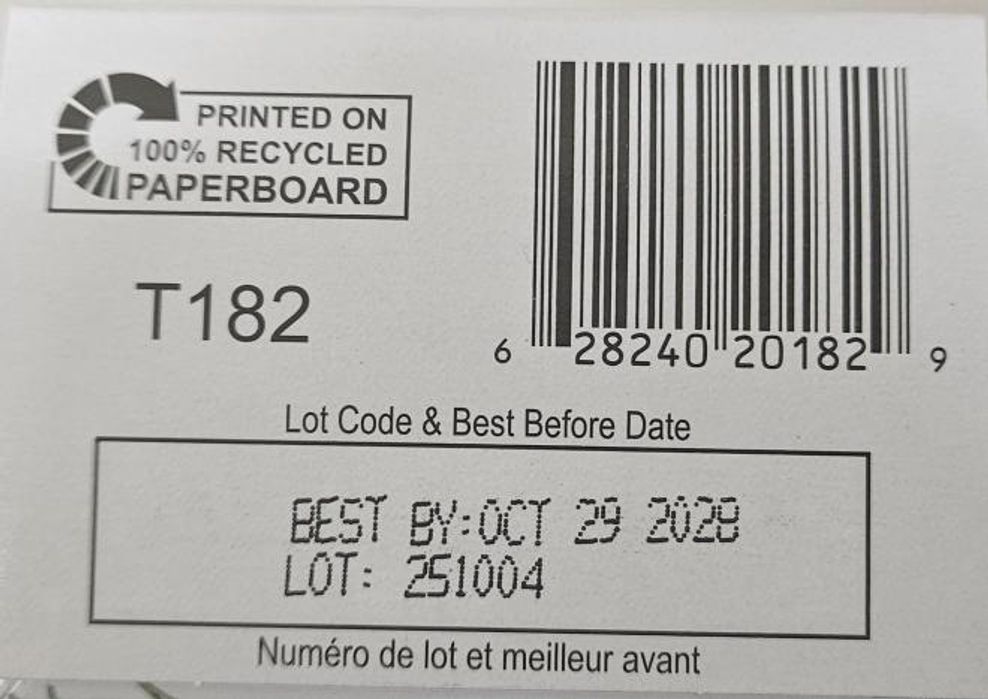 PRINTED ON
100% RECYCLED
PAPERBOARD
T182
6 28240 20182 9
Lot Code & Best Before Date
BEST BY:OCT 29 2028
LOT: 251004
Numéro de lot et meilleur avant